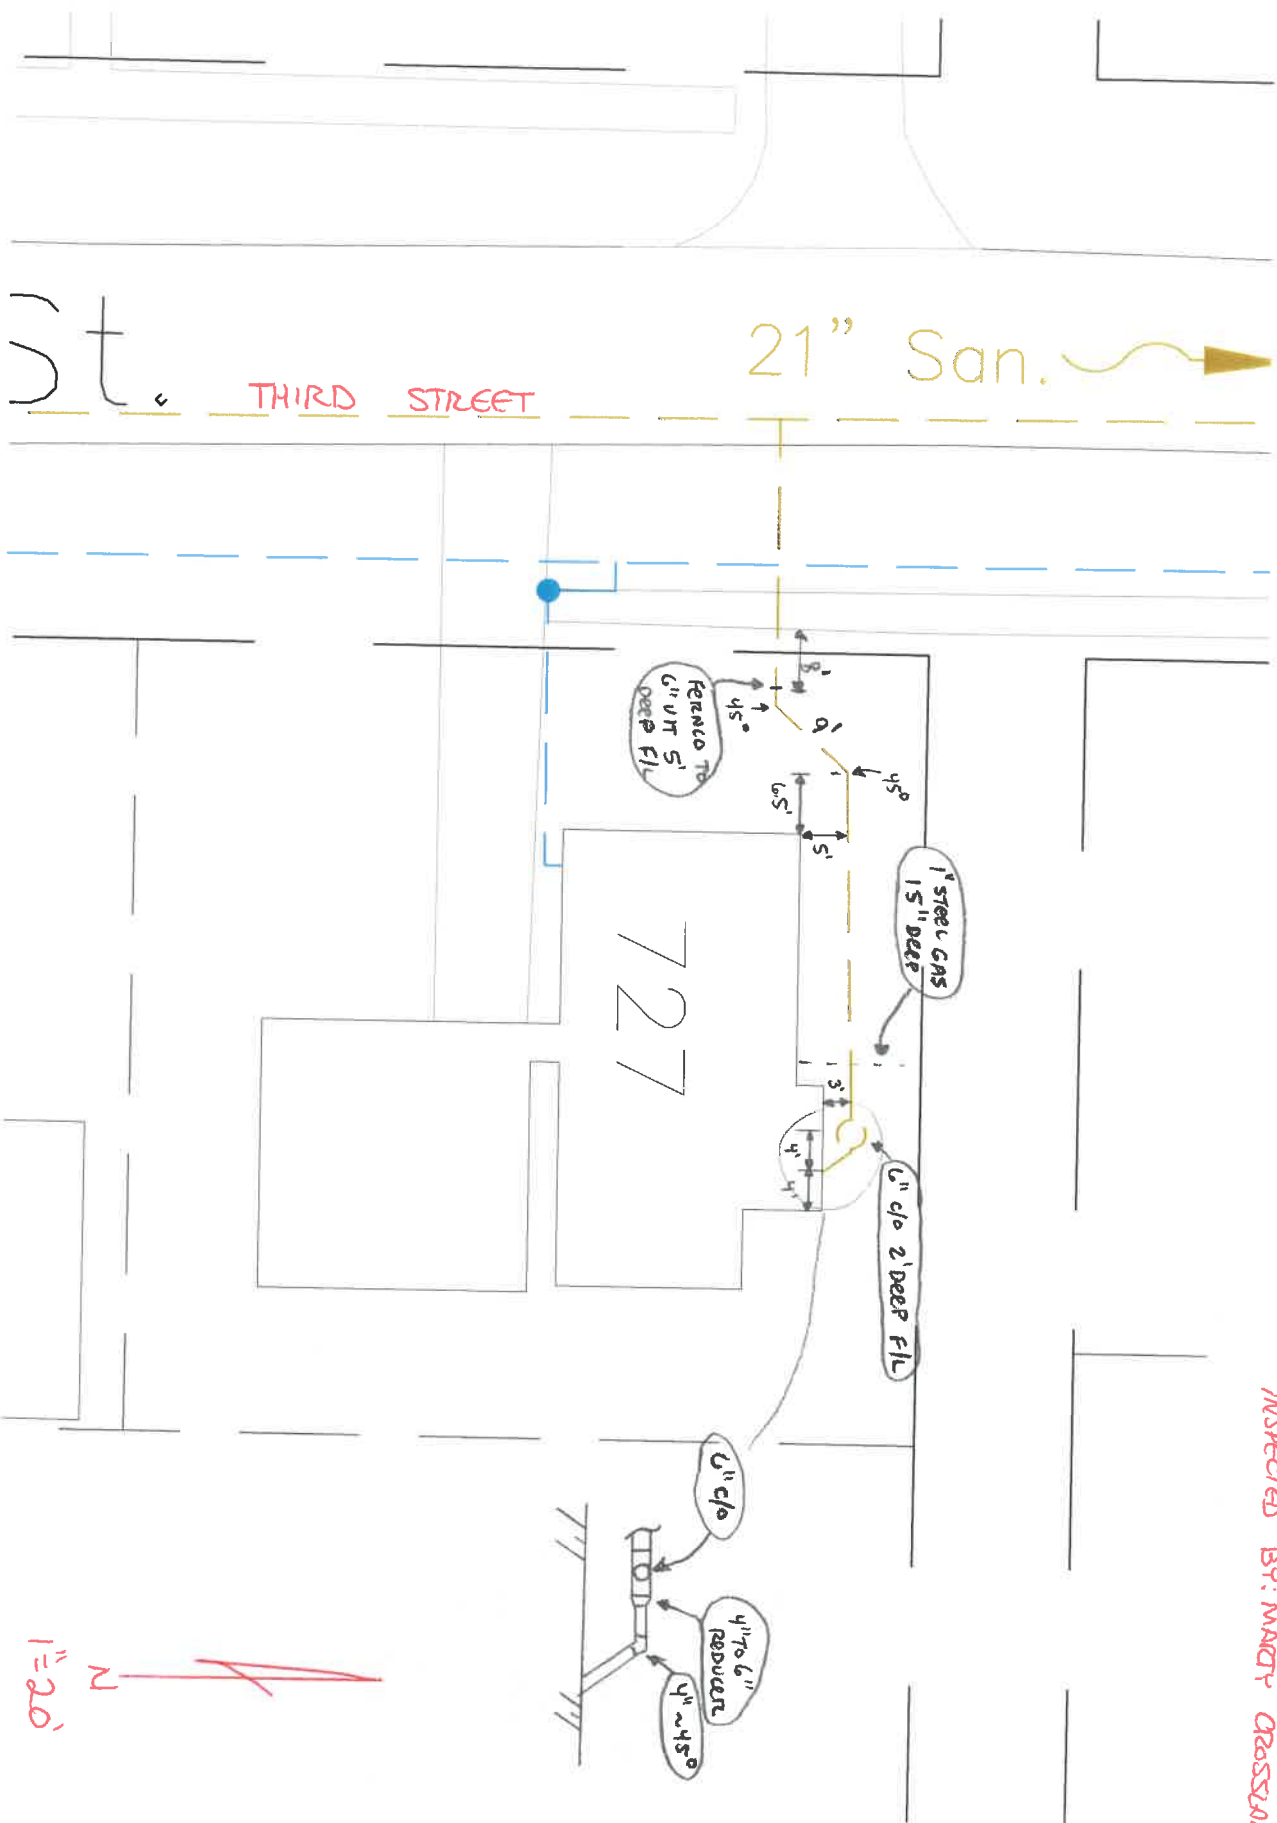 21” San.
St.
THIRD STREET
8'
FERNCO TO
6" VIT 5'
DEEP F/L
45°
9'
45°
6.5'
5'
1" STEEL GAS
15" DEEP
727
3'
4'
4'
6" c/o 2' DEEP F/L
6" c/o
4" TO 6"
REDUCER
4" ~ 45°
N
1"=20'
INSPECTED BY: MARTY